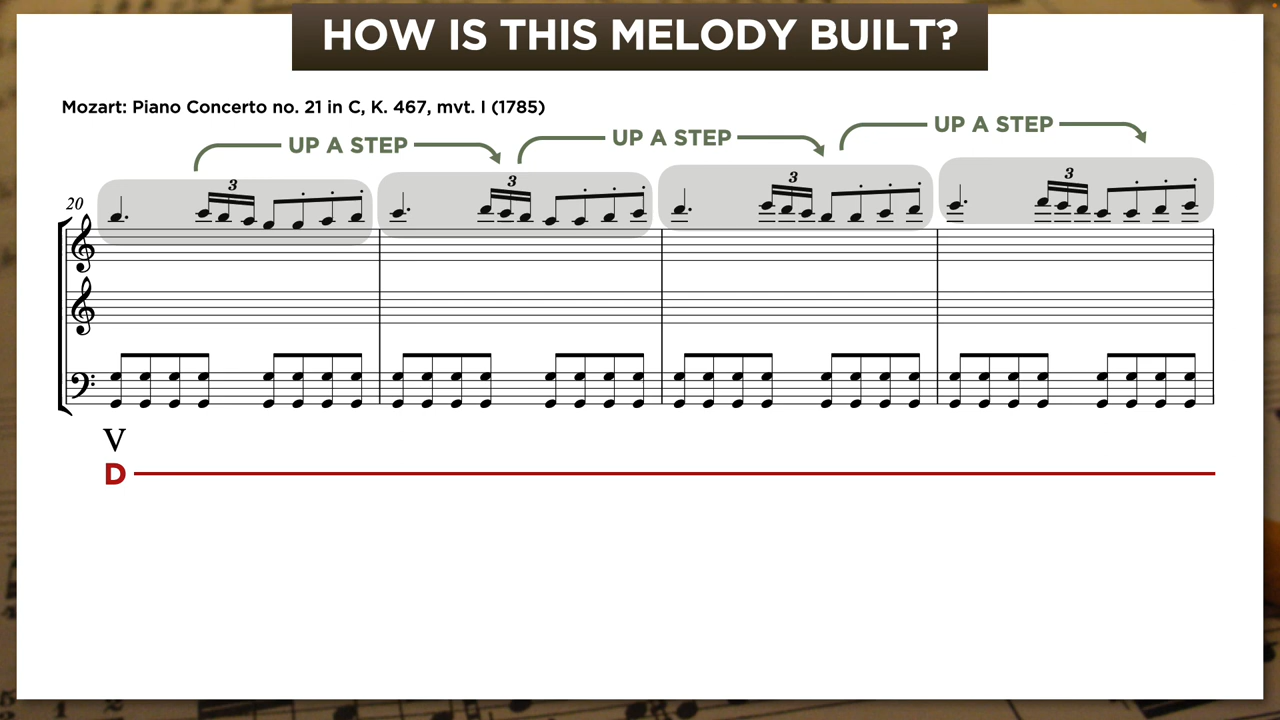 HOW IS THIS MELODY BUILT?
Mozart: Piano Concerto no. 21 in C, K. 467, mvt. I (1785)
UP A STEP UP A STEP UP A STEP
3 3 3 3
20
V
D